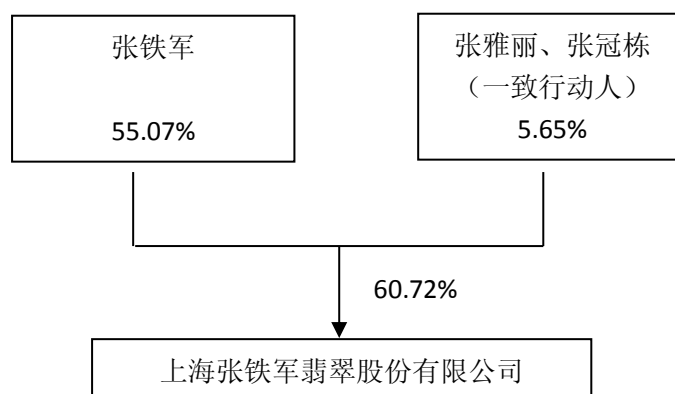 张铁军
55.07%
张雅丽、张冠栋
（一致行动人）
5.65%
60.72%
上海张铁军翡翠股份有限公司